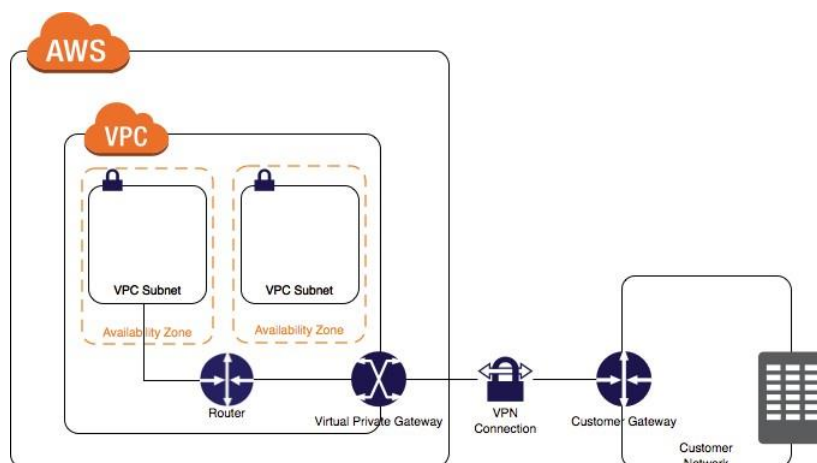 AWS
VPC
VPC Subnet
VPC Subnet
Availability Zone
Availability Zone
Router
Virtual Private Gateway
VPN
Connection
Customer Gateway
Customer
Network